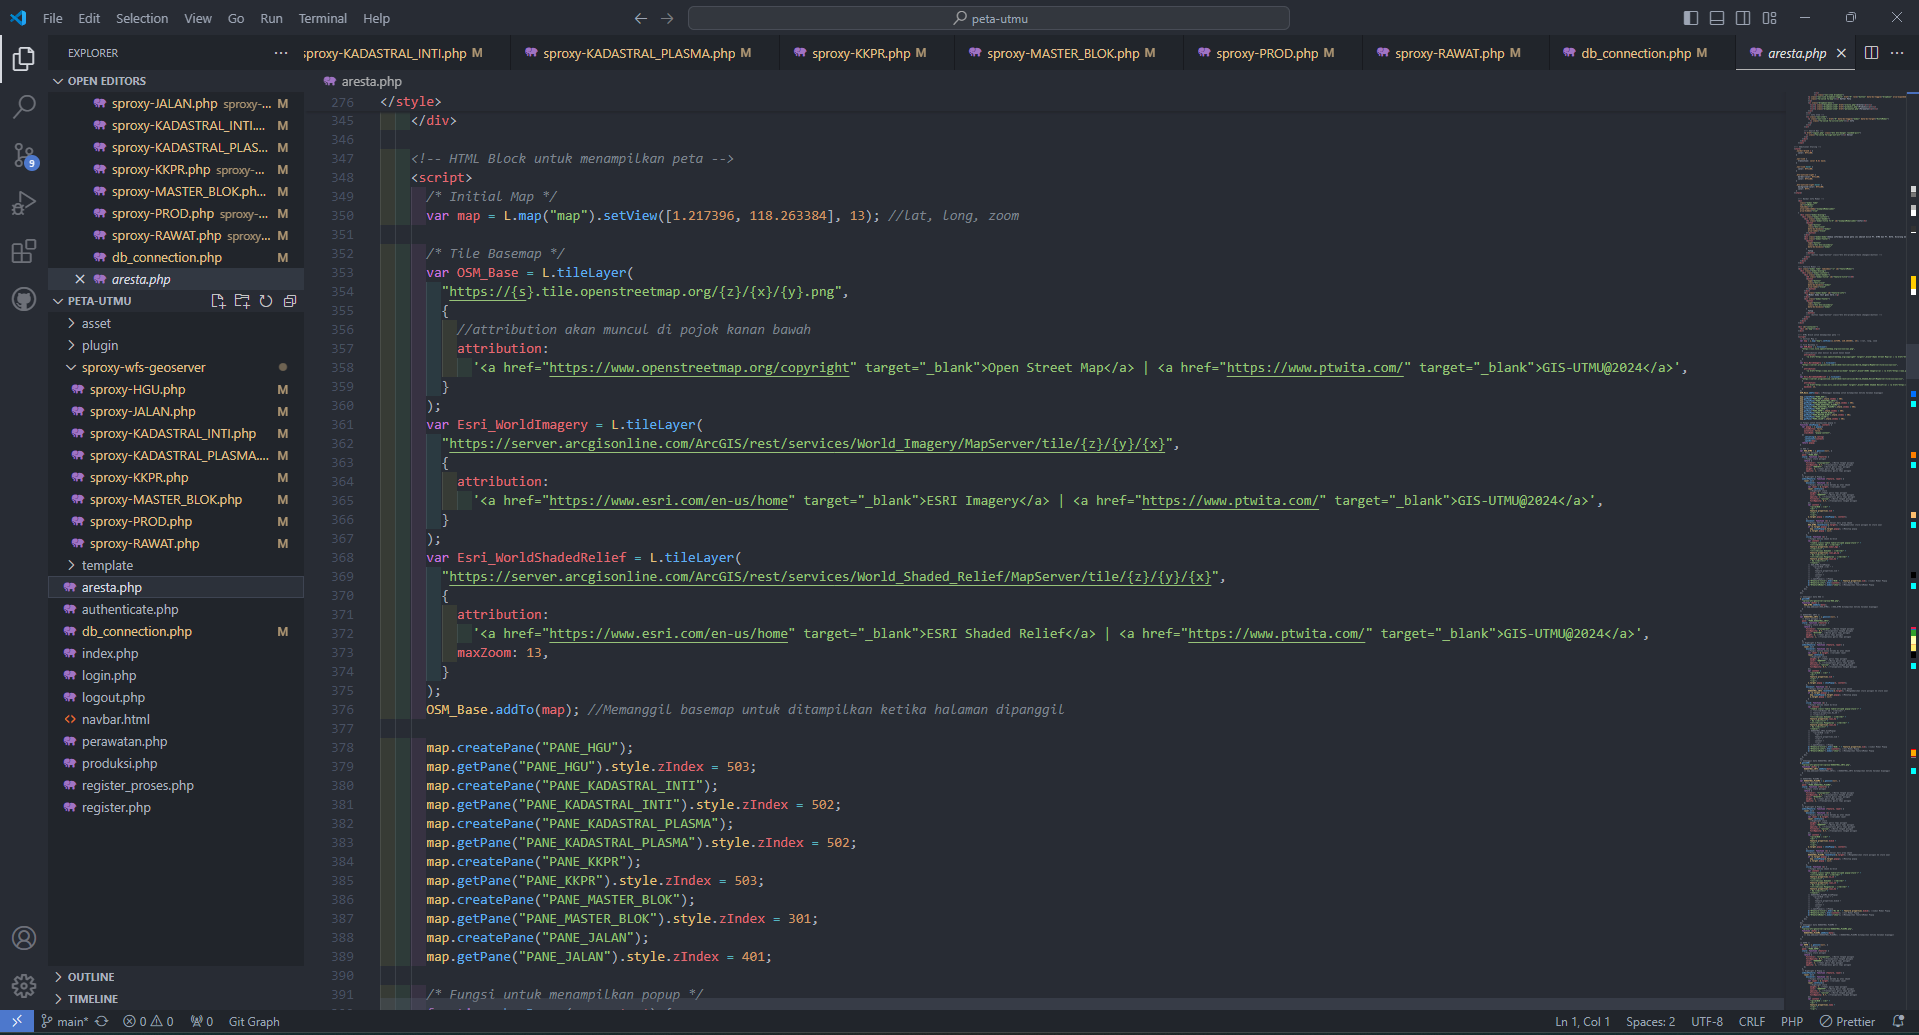 File Edit Selection View Go Run Terminal Help
peta-utmu
EXPLORER
sproxy-KADASTRAL_INTI.php M
sproxy-KADASTRAL_PLASMA.php M
sproxy-KKPR.php M
sproxy-MASTER_BLOK.php M
sproxy-PROD.php M
sproxy-RAWAT.php M
db_connection.php M
aresta.php
OPEN EDITORS
sproxy-JALAN.php sproxy-... M
sproxy-KADASTRAL_INTI.... M
sproxy-KADASTRAL_PLAS... M
sproxy-KKPR.php sproxy-... M
sproxy-MASTER_BLOK.ph... M
sproxy-PROD.php sproxy-... M
sproxy-RAWAT.php sproxy... M
db_connection.php M
aresta.php
PETA-UTMU
asset
plugin
sproxy-wfs-geoserver
sproxy-HGU.php M
sproxy-JALAN.php M
sproxy-KADASTRAL_INTI.php M
sproxy-KADASTRAL_PLASMA.... M
sproxy-KKPR.php M
sproxy-MASTER_BLOK.php M
sproxy-PROD.php M
sproxy-RAWAT.php M
template
aresta.php
authenticate.php
db_connection.php M
index.php
login.php
logout.php
navbar.html
perawatan.php
produksi.php
register_proses.php
register.php
OUTLINE
TIMELINE
9
aresta.php
276 </style>
345 </div>
346
347 <!-- HTML Block untuk menampilkan peta -->
348 <script>
349 /* Initial Map */
350 var map = L.map("map").setView([1.217396, 118.263384], 13); //lat, long, zoom
351
352 /* Tile Basemap */
353 var OSM_Base = L.tileLayer(
354 "https://{s}.tile.openstreetmap.org/{z}/{x}/{y}.png",
355 {
356 //attribution akan muncul di pojok kanan bawah
357 attribution:
358 '<a href="https://www.openstreetmap.org/copyright" target="_blank">Open Street Map</a> | <a href="https://www.ptwita.com/" target="_blank">GIS-UTMU@2024</a>',
359 }
360 );
361 var Esri_WorldImagery = L.tileLayer(
362 "https://server.arcgisonline.com/ArcGIS/rest/services/World_Imagery/MapServer/tile/{z}/{y}/{x}",
363 {
364 attribution:
365 '<a href="https://www.esri.com/en-us/home" target="_blank">ESRI Imagery</a> | <a href="https://www.ptwita.com/" target="_blank">GIS-UTMU@2024</a>',
366 }
367 );
368 var Esri_WorldShadedRelief = L.tileLayer(
369 "https://server.arcgisonline.com/ArcGIS/rest/services/World_Shaded_Relief/MapServer/tile/{z}/{y}/{x}",
370 {
371 attribution:
372 '<a href="https://www.esri.com/en-us/home" target="_blank">ESRI Shaded Relief</a> | <a href="https://www.ptwita.com/" target="_blank">GIS-UTMU@2024</a>',
373 maxZoom: 13,
374 }
375 );
376 OSM_Base.addTo(map); //Memanggil basemap untuk ditampilkan ketika halaman dipanggil
377
378 map.createPane("PANE_HGU");
379 map.getPane("PANE_HGU").style.zIndex = 503;
380 map.createPane("PANE_KADASTRAL_INTI");
381 map.getPane("PANE_KADASTRAL_INTI").style.zIndex = 502;
382 map.createPane("PANE_KADASTRAL_PLASMA");
383 map.getPane("PANE_KADASTRAL_PLASMA").style.zIndex = 502;
384 map.createPane("PANE_KKPR");
385 map.getPane("PANE_KKPR").style.zIndex = 503;
386 map.createPane("PANE_MASTER_BLOK");
387 map.getPane("PANE_MASTER_BLOK").style.zIndex = 301;
388 map.createPane("PANE_JALAN");
389 map.getPane("PANE_JALAN").style.zIndex = 401;
390
391 /* Fungsi untuk menampilkan popup */
main* 0 0 0 Git Graph
Ln 1, Col 1 Spaces: 2 UTF-8 CRLF PHP Prettier